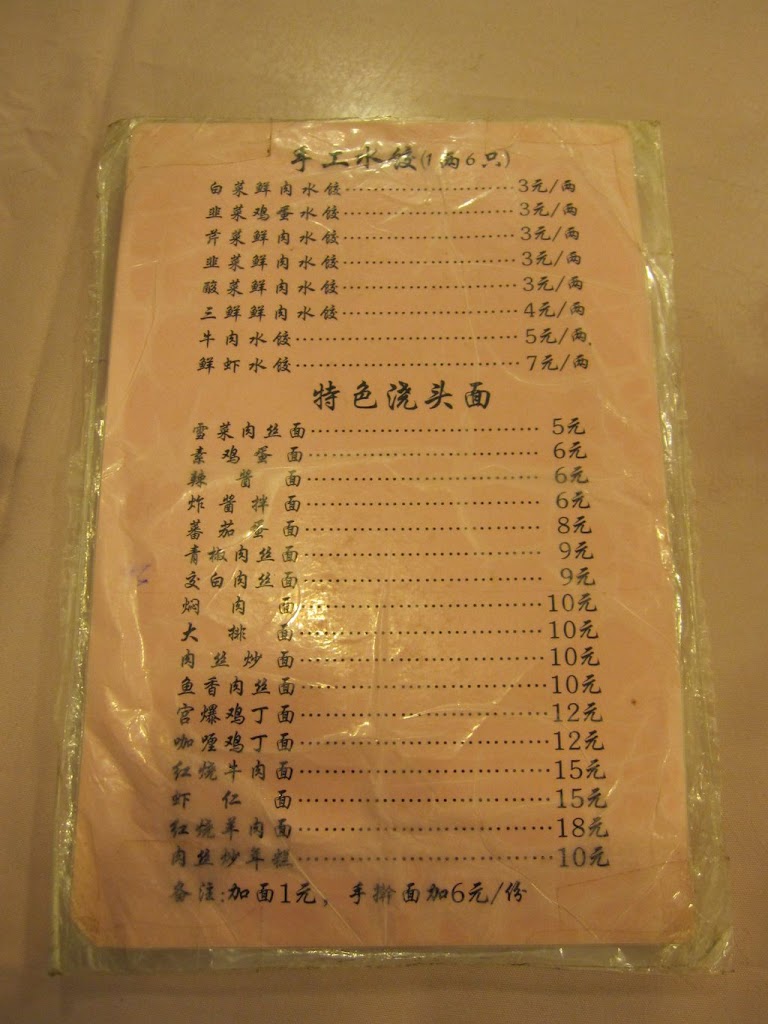 手工水饺(1两6只)
白菜鲜肉水饺……………………3元/两
韭菜鸡蛋水饺……………………3元/两
芹菜鲜肉水饺……………………3元/两
韭菜鲜肉水饺……………………3元/两
酸菜鲜肉水饺……………………3元/两
三鲜鲜肉水饺……………………4元/两
牛肉水饺……………………5元/两
鲜虾水饺……………………7元/两
特色浇头面
雪菜肉丝面……………………5元
素鸡蛋面……………………6元
辣酱面……………………6元
炸酱拌面……………………6元
蕃茄蛋面……………………8元
青椒肉丝面……………………9元
交白肉丝面……………………9元
焖肉面……………………10元
大排面……………………10元
肉丝炒面……………………10元
鱼香肉丝面……………………10元
宫爆鸡丁面……………………12元
咖喱鸡丁面……………………12元
红烧牛肉面……………………15元
虾仁面……………………15元
红烧羊肉面……………………18元
肉丝炒年糕……………………10元
备注:加面1元，手擀面加6元/份